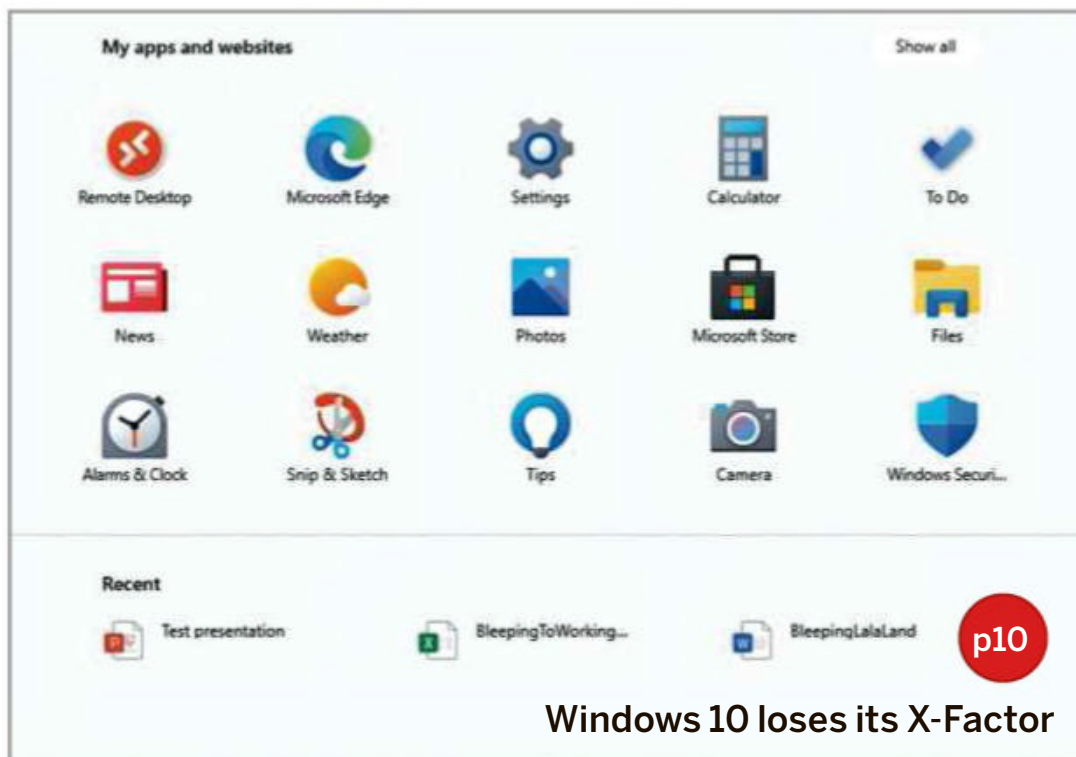 My apps and websites Show all
Remote Desktop Microsoft Edge Settings Calculator To Do
News Weather Photos Microsoft Store Files
Alarms & Clock Snip & Sketch Tips Camera Windows Securi...
Recent
Test presentation BleepingToWorking... BleepingLalaLand
p10
Windows 10 loses its X-Factor